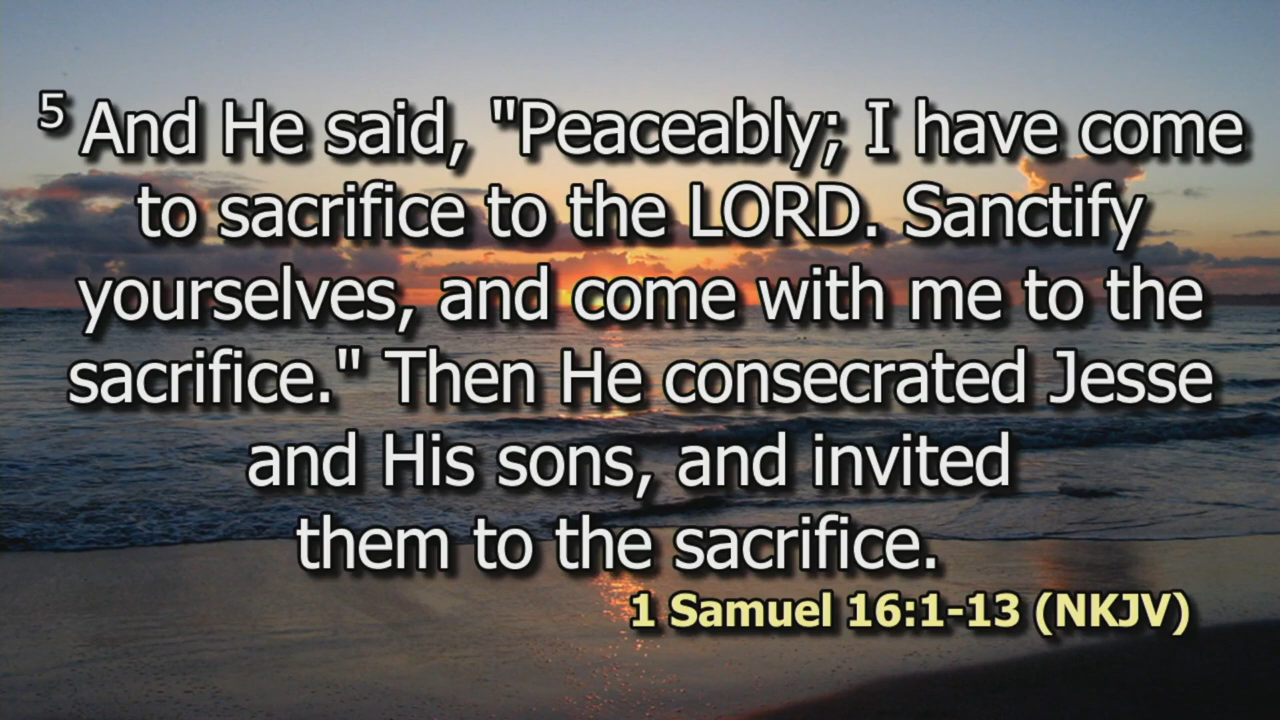 5 And He said, "Peaceably; I have come
to sacrifice to the LORD. Sanctify
yourselves, and come with me to the
sacrifice." Then He consecrated Jesse
and His sons, and invited
them to the sacrifice.
1 Samuel 16:1-13 (NKJV)